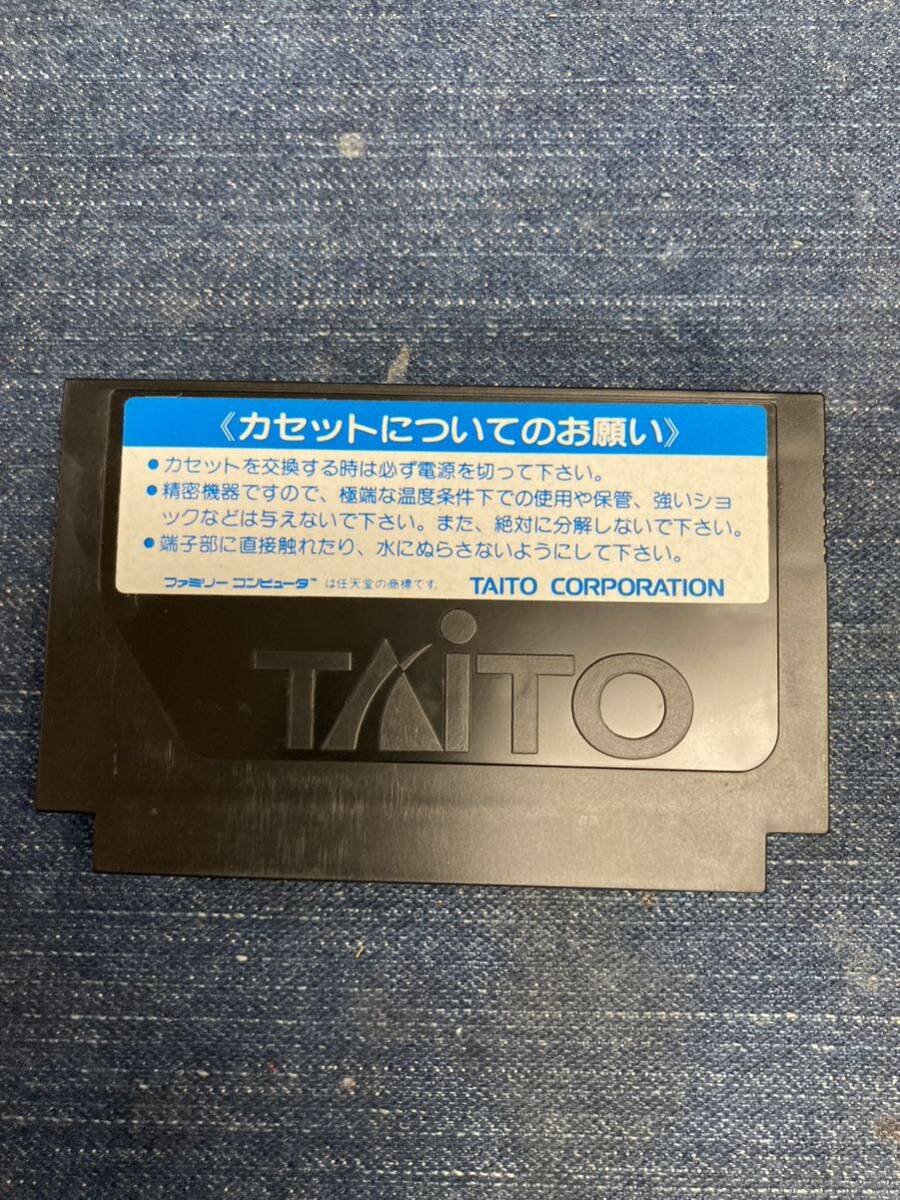 《カセットについてのお願い》
●カセットを交換する時は必ず電源を切って下さい。
●精密機器ですので、極端な温度条件下での使用や保管、強いショ
ックなどは与えないで下さい。また、絶対に分解しないで下さい。
●端子部に直接触れたり、水にぬらさないようにして下さい。
ファミリーコンピュータ™は任天堂の商標です。 TAITO CORPORATION
TAiTO